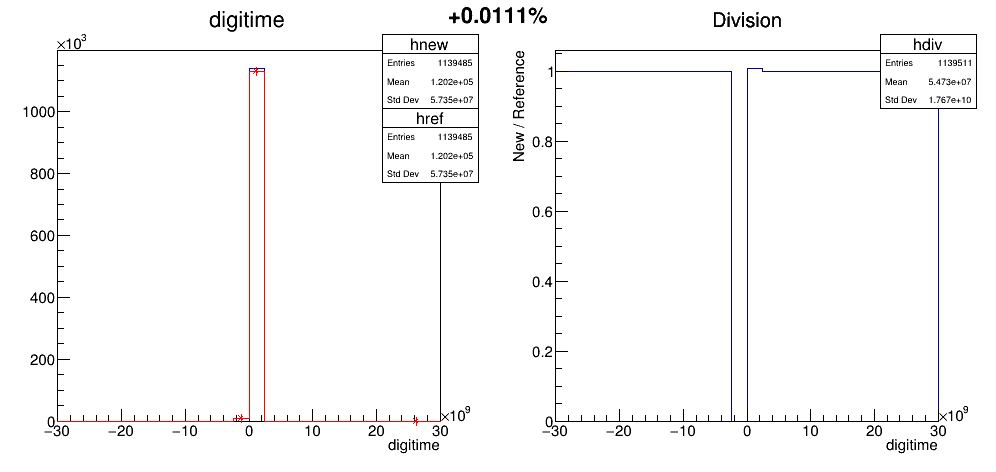 +0.0111%
digitime
×10³
hnew
Entries 1139485
Mean 1.202e+05
Std Dev 5.735e+07
href
Entries 1139485
Mean 1.202e+05
Std Dev 5.735e+07
1000
800
600
400
200
0
−30 −20 −10 0 10 20 30
×10⁹
digitime
Division
New / Reference
hdiv
Entries 1139511
Mean 5.473e+07
Std Dev 1.767e+10
1
0.8
0.6
0.4
0.2
0
−30 −20 −10 0 10 20 30
×10⁹
digitime